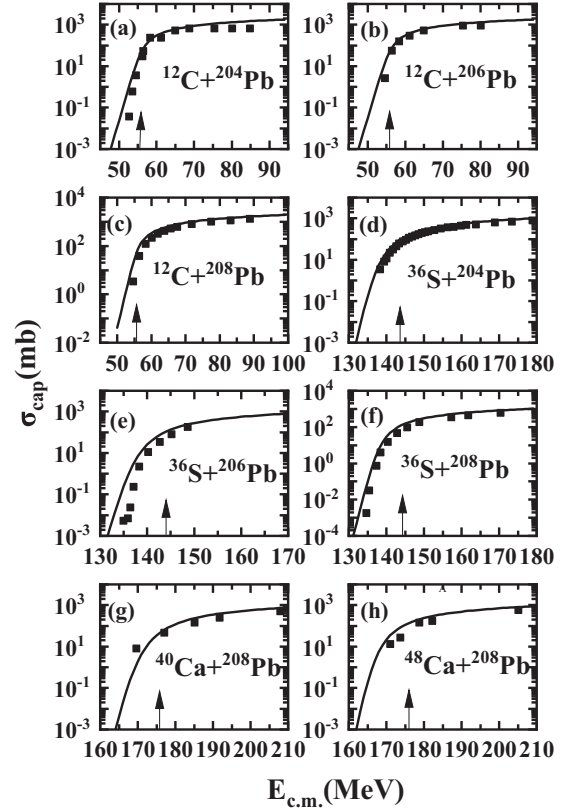 10³
10¹
10⁻¹
10⁻³
(a)
¹²C+²⁰⁴Pb
50 60 70 80 90
10³
10¹
10⁻¹
10⁻³
(b)
¹²C+²⁰⁶Pb
50 60 70 80 90
10⁴
10²
10⁰
10⁻²
(c)
¹²C+²⁰⁸Pb
50 60 70 80 90 100
10³
10¹
10⁻¹
10⁻³
(d)
³⁶S+²⁰⁴Pb
130 140 150 160 170 180
σcap(mb)
10³
10¹
10⁻¹
10⁻³
(e)
³⁶S+²⁰⁶Pb
130 140 150 160 170
10⁴
10²
10⁰
10⁻²
10⁻⁴
(f)
³⁶S+²⁰⁸Pb
130 140 150 160 170 180
10³
10¹
10⁻¹
10⁻³
(g)
⁴⁰Ca+²⁰⁸Pb
160 170 180 190 200 210
10³
10¹
10⁻¹
10⁻³
(h)
⁴⁸Ca+²⁰⁸Pb
160 170 180 190 200 210
Ec.m.(MeV)